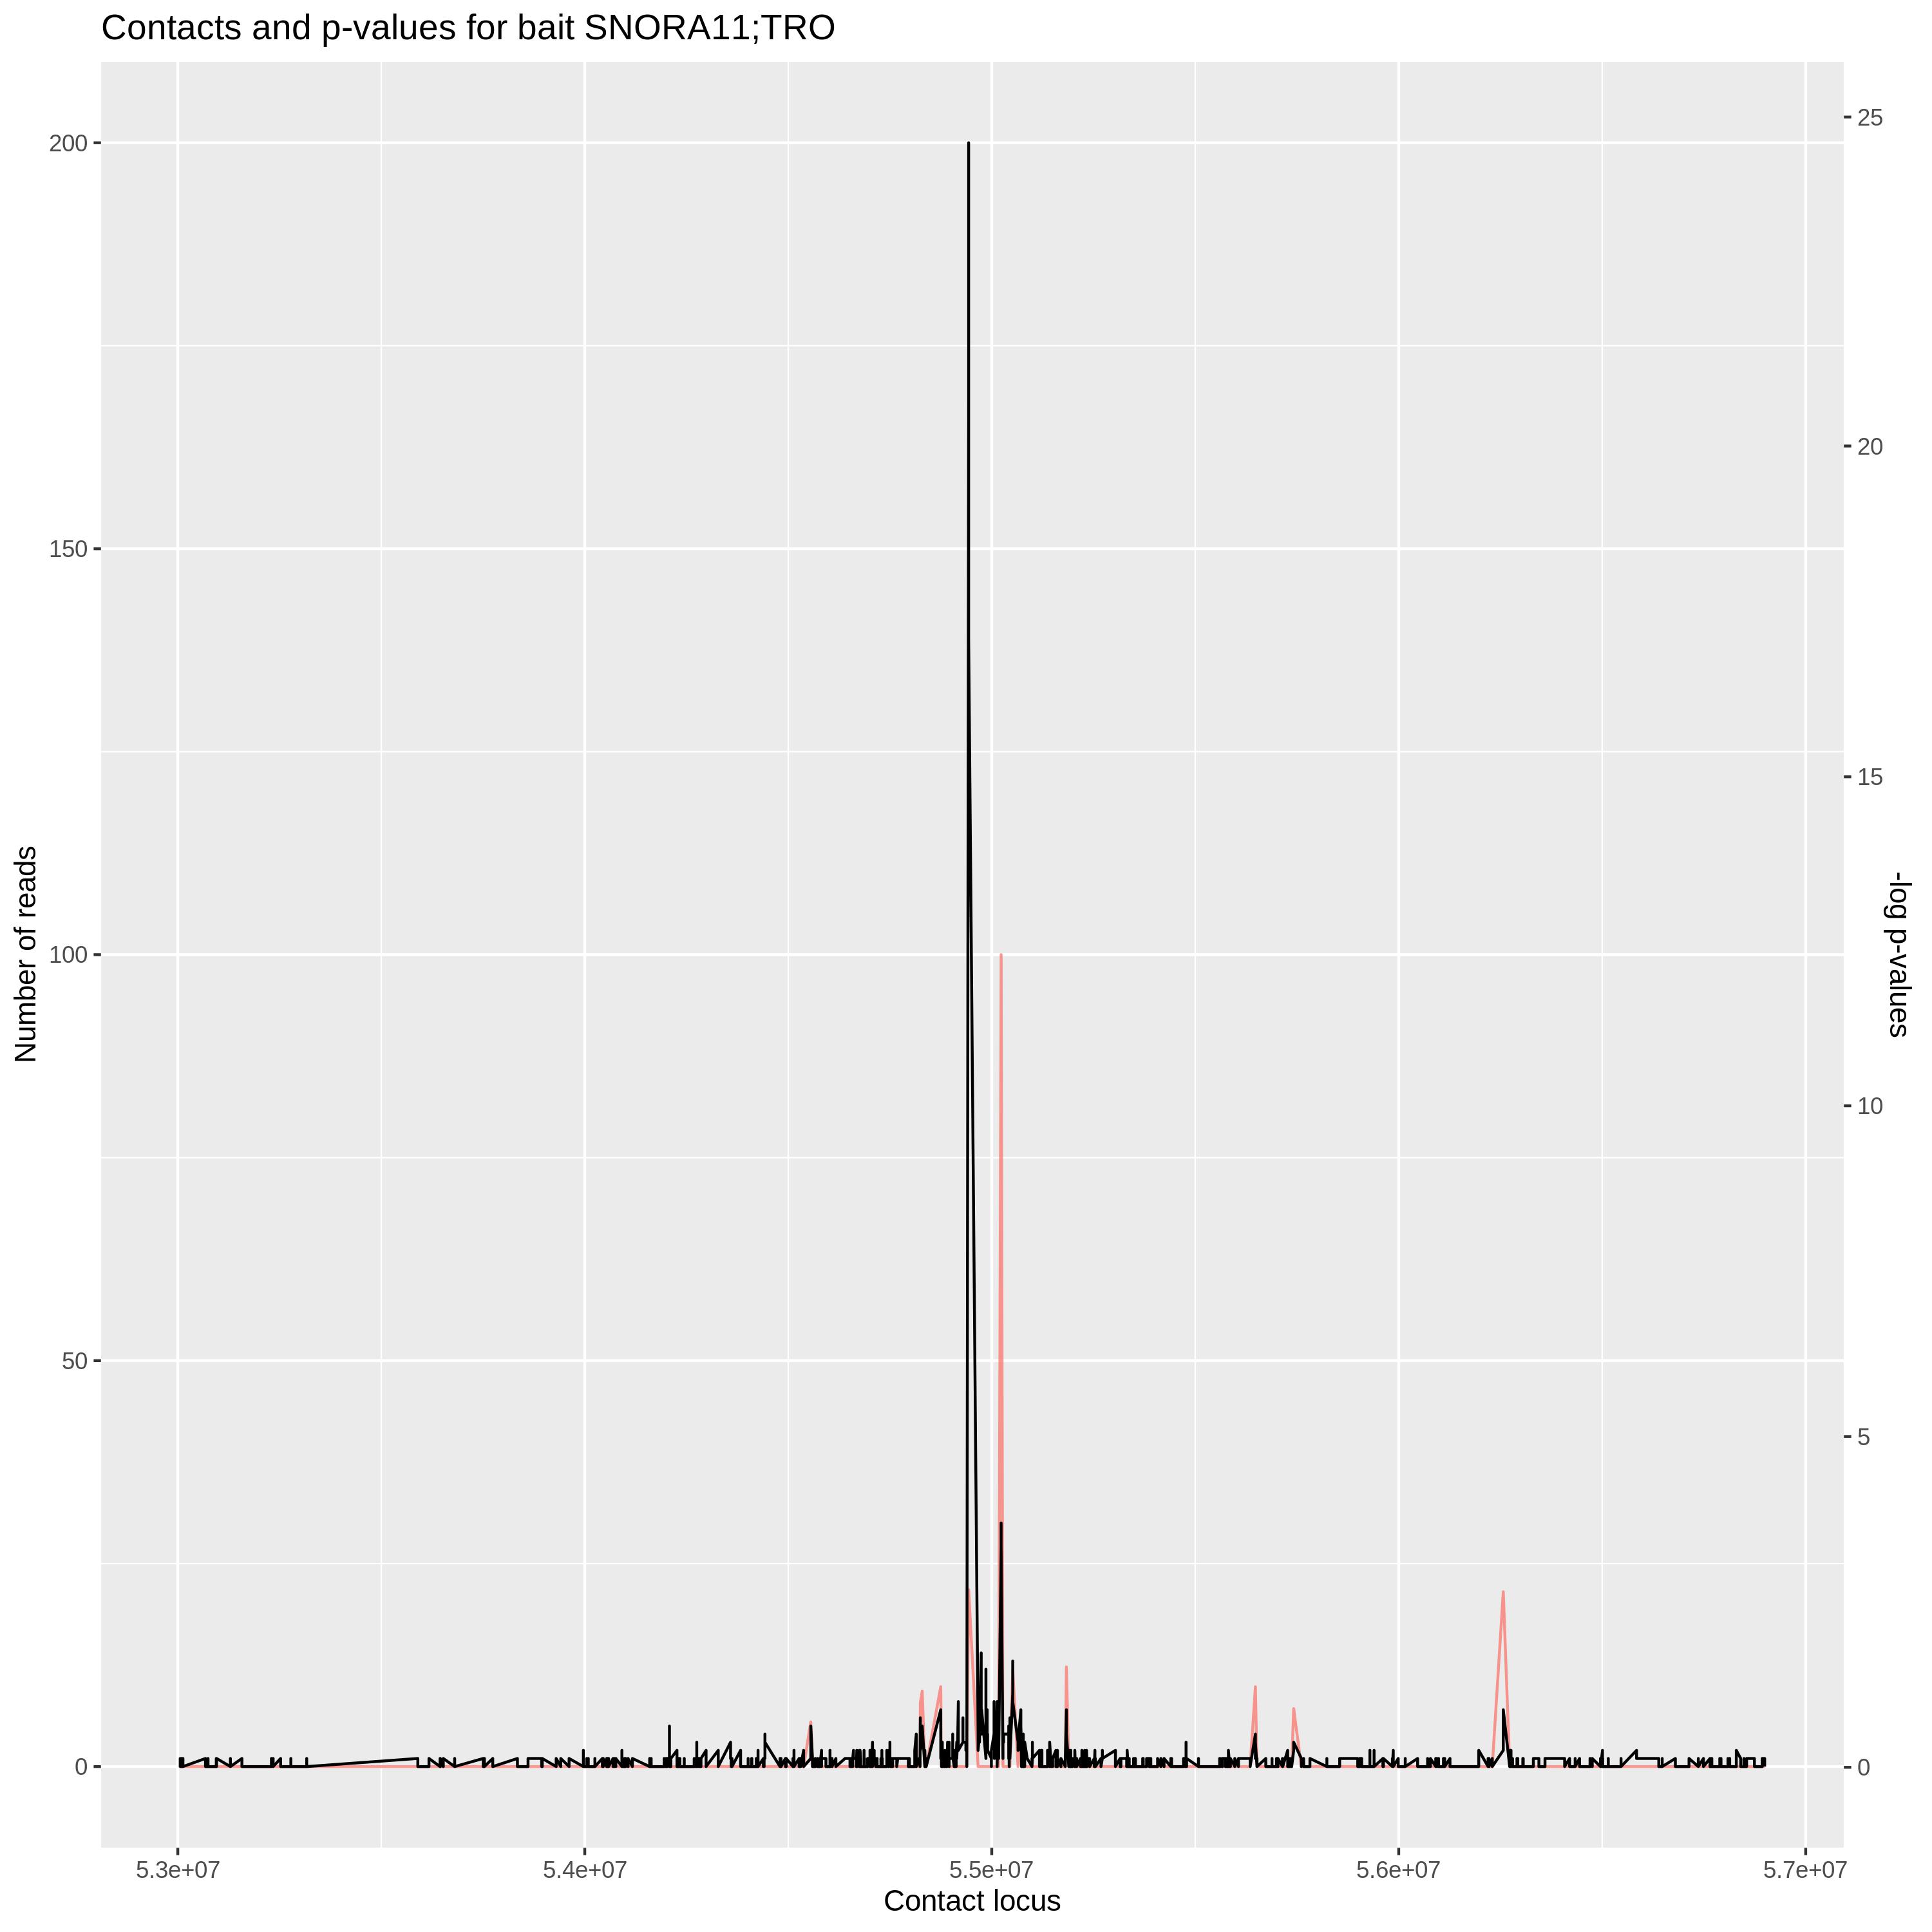 Contacts and p-values for bait SNORA11;TRO
200
150
100
50
0
Number of reads
25
20
15
10
5
0
-log p-values
5.3e+07
5.4e+07
5.5e+07
5.6e+07
5.7e+07
Contact locus